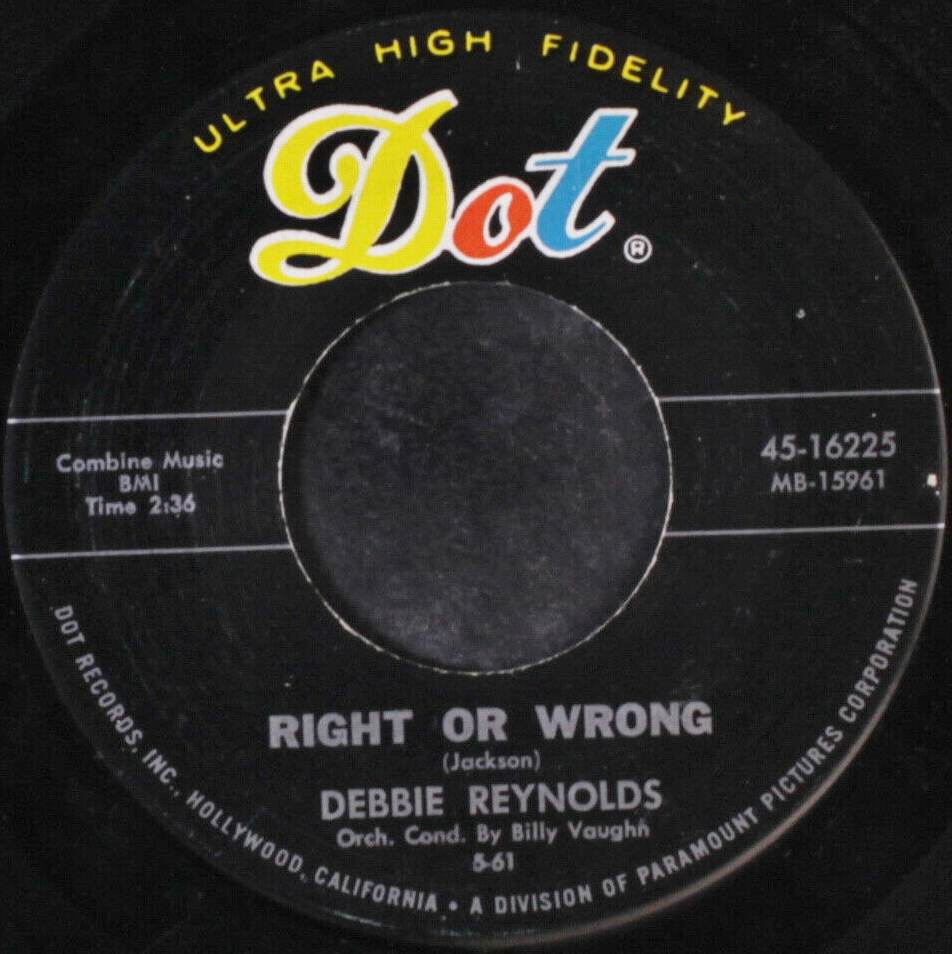 ULTRA HIGH FIDELITY
Dot ®
Combine Music
BMI
Time 2:36
45-16225
MB-15961
RIGHT OR WRONG
(Jackson)
DEBBIE REYNOLDS
Orch. Cond. By Billy Vaughn
5-61
DOT RECORDS, INC., HOLLYWOOD, CALIFORNIA • A DIVISION OF PARAMOUNT PICTURES CORPORATION